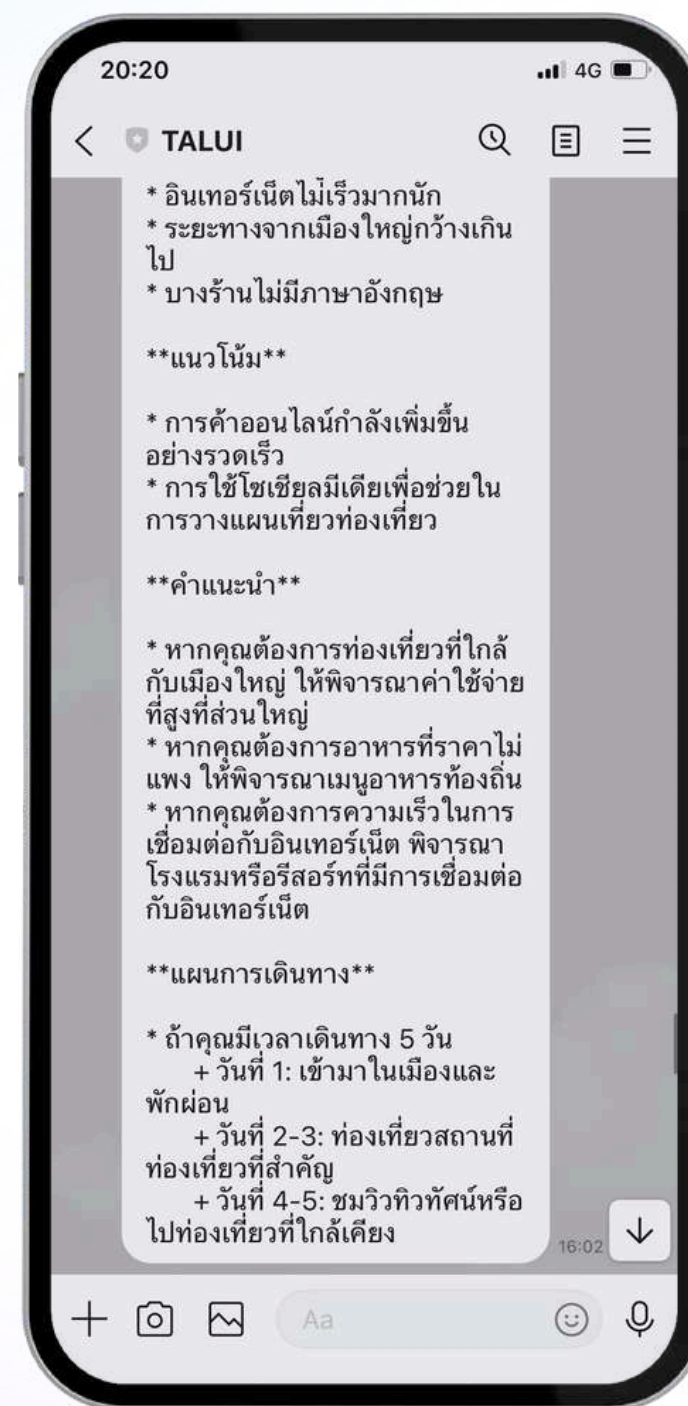 20:20
4G
TALUI
* อินเทอร์เน็ตไม่เร็วมากนัก
* ระยะทางจากเมืองใหญ่กว้างเกิน
ไป
* บางร้านไม่มีภาษาอังกฤษ
**แนวโน้ม**
* การค้าออนไลน์กำลังเพิ่มขึ้น
อย่างรวดเร็ว
* การใช้โซเชียลมีเดียเพื่อช่วยใน
การวางแผนเที่ยวท่องเที่ยว
**คำแนะนำ**
* หากคุณต้องการท่องเที่ยวที่ใกล้
กับเมืองใหญ่ ให้พิจารณาค่าใช้จ่าย
ที่สูงที่ส่วนใหญ่
* หากคุณต้องการอาหารที่ราคาไม่
แพง ให้พิจารณาเมนูอาหารท้องถิ่น
* หากคุณต้องการความเร็วในการ
เชื่อมต่อกับอินเทอร์เน็ต พิจารณา
โรงแรมหรือรีสอร์ทที่มีการเชื่อมต่อ
กับอินเทอร์เน็ต
**แผนการเดินทาง**
* ถ้าคุณมีเวลาเดินทาง 5 วัน
+ วันที่ 1: เข้ามาในเมืองและ
พักผ่อน
+ วันที่ 2-3: ท่องเที่ยวสถานที่
ท่องเที่ยวที่สำคัญ
+ วันที่ 4-5: ชมวิวทิวทัศน์หรือ
ไปท่องเที่ยวที่ใกล้เคียง
16:02
Aa